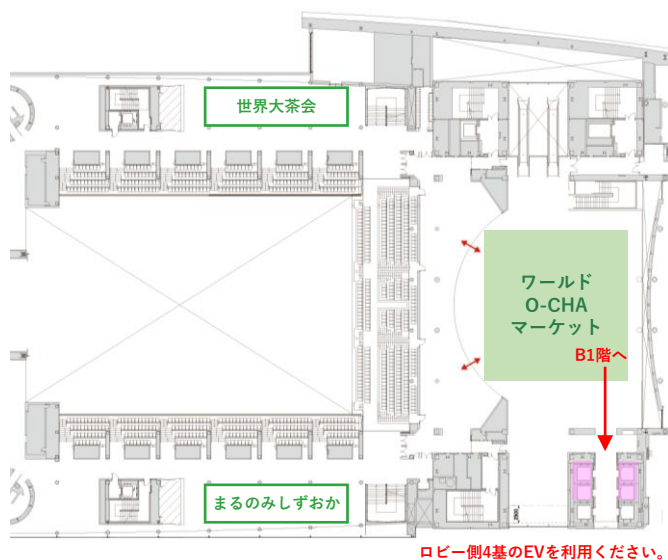 世界大茶会
ワールド
O-CHA
マーケット
B1階へ
まるのみしずおか
ロビー側4基のEVを利用ください。